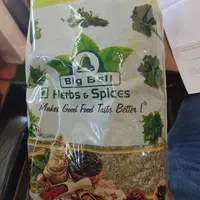 Big Bell
Herbs & Spices
Makes Good Food Taste Better !